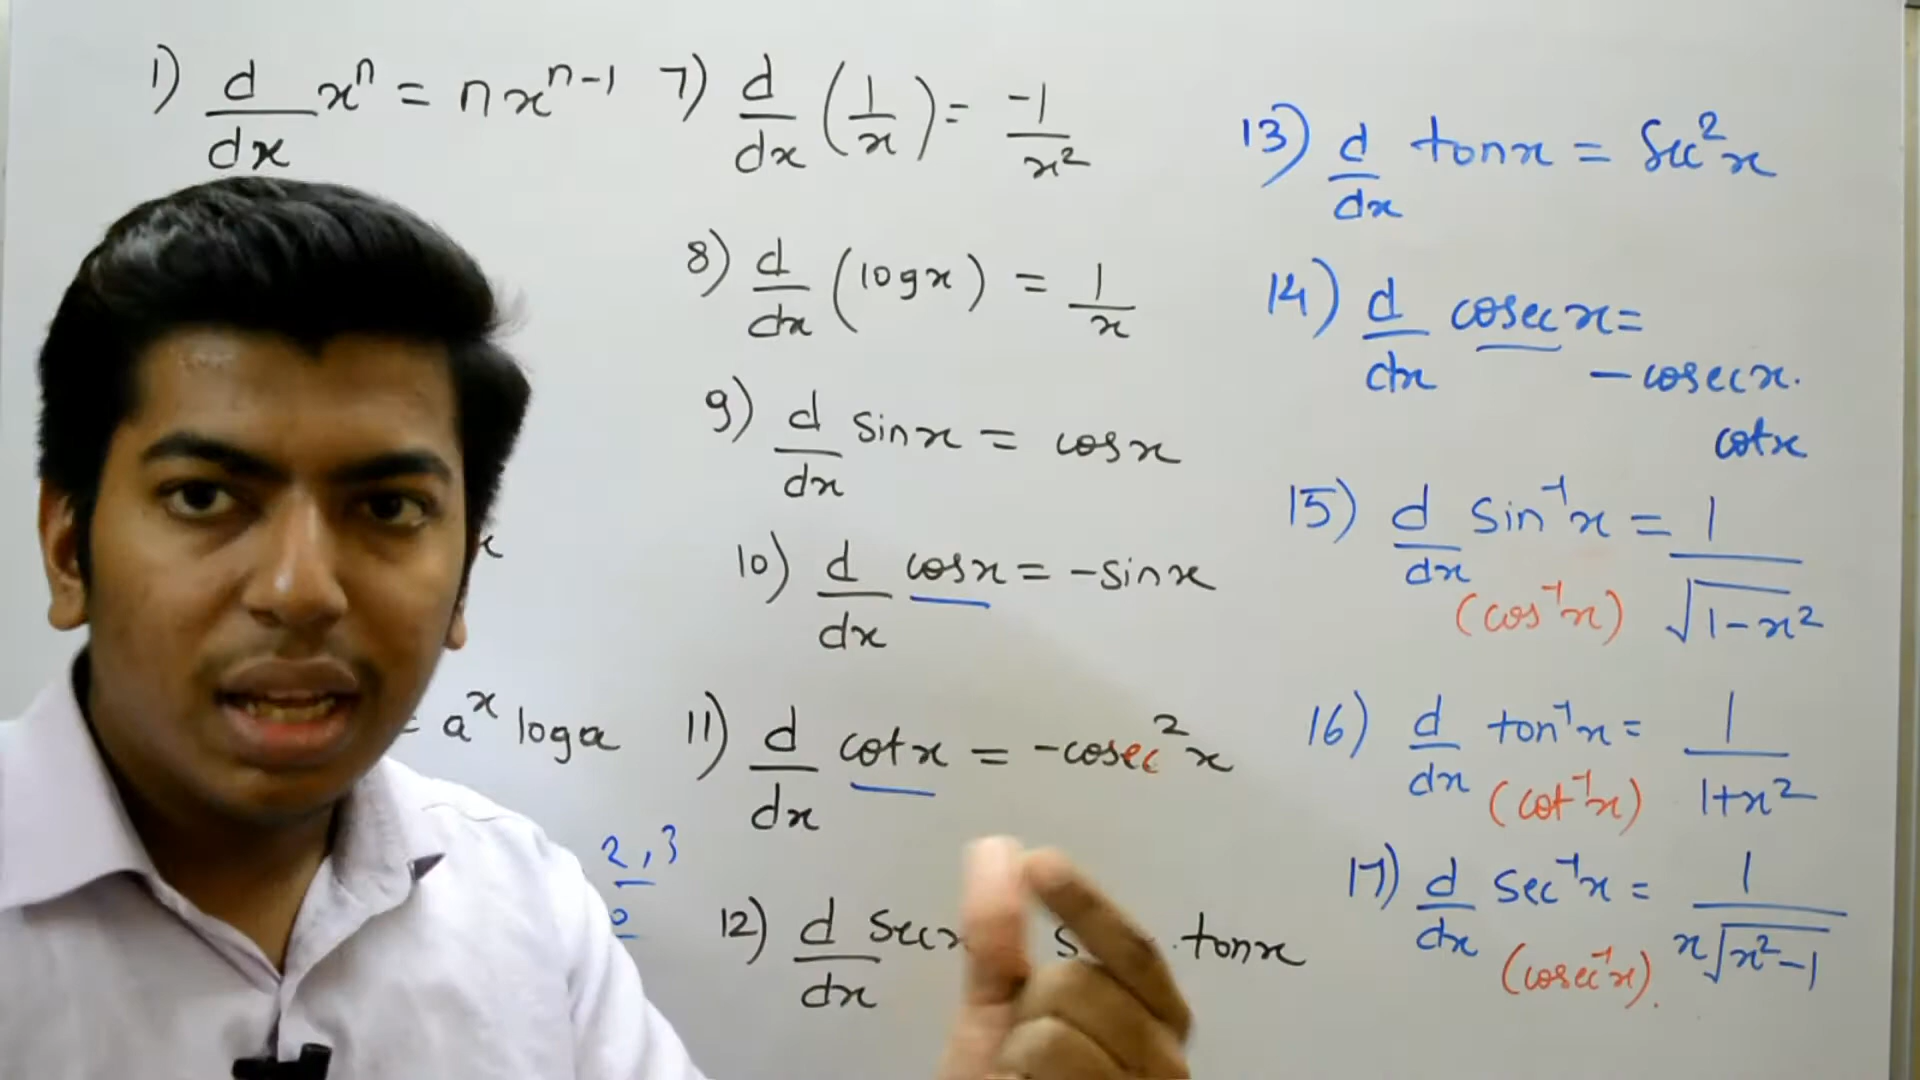 1) d/dx xⁿ = nxⁿ⁻¹
= aˣ loga
2, 3
0
7) d/dx (1/x) = -1/x²
8) d/dx (logx) = 1/x
9) d/dx sinx = cosx
10) d/dx cosx = -sinx
11) d/dx cotx = -cosec²x
12) d/dx secx tanx
13) d/dx tanx = Sec²x
14) d/dx cosecx =
- cosecx.
cotx
15) d/dx sin⁻¹x = 1/√1-x²
(cos⁻¹x)
16) d/dx tan⁻¹x = 1/1+x²
(cot⁻¹x)
17) d/dx sec⁻¹x = 1/x√x²-1
(cosec⁻¹x).